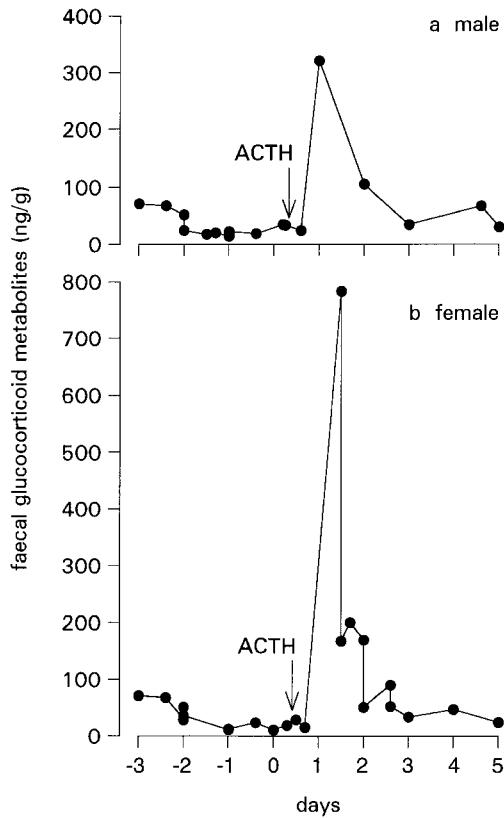 400
a male
300
200
ACTH
100
0
800
b female
700
600
500
400
300
200
ACTH
100
0
-3 -2 -1 0 1 2 3 4 5
days
faecal glucocorticoid metabolites (ng/g)